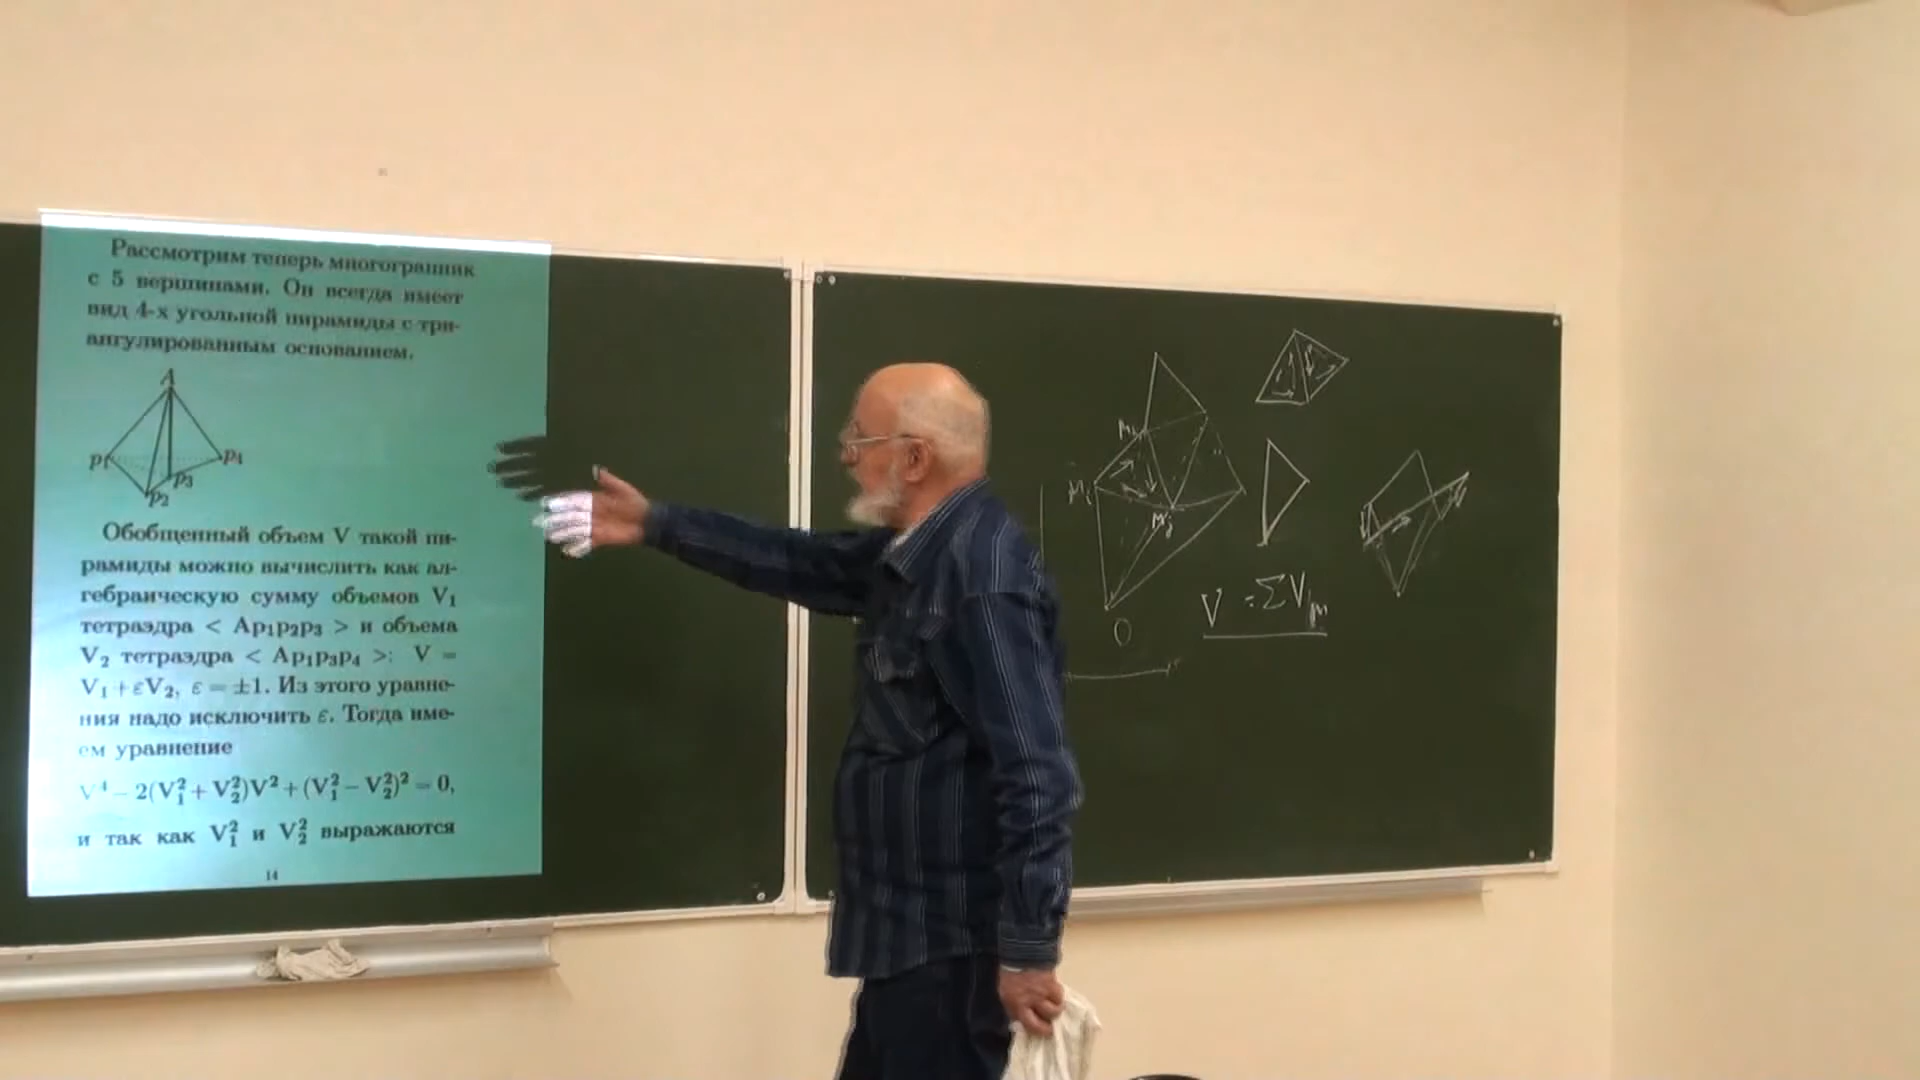 Рассмотрим теперь многогранник
с 5 вершинами. Он всегда имеет
вид 4-х угольной пирамиды с три-
ангулированным основанием.
A
p₁
p₄
p₃
p₂
Обобщенный объем V такой пи-
рамиды можно вычислить как ал-
гебраическую сумму объемов V₁
тетраэдра < Ap₁p₂p₃ > и объема
V₂ тетраэдра < Ap₁p₃p₄ >: V =
V₁+εV₂, ε = ±1. Из этого уравне-
ния надо исключить ε. Тогда име-
ем уравнение
V⁴ − 2(V₁² + V₂²)V² + (V₁² − V₂²)² = 0,
и так как V₁² и V₂² выражаются
14
Mᵢ
Mⱼ
O